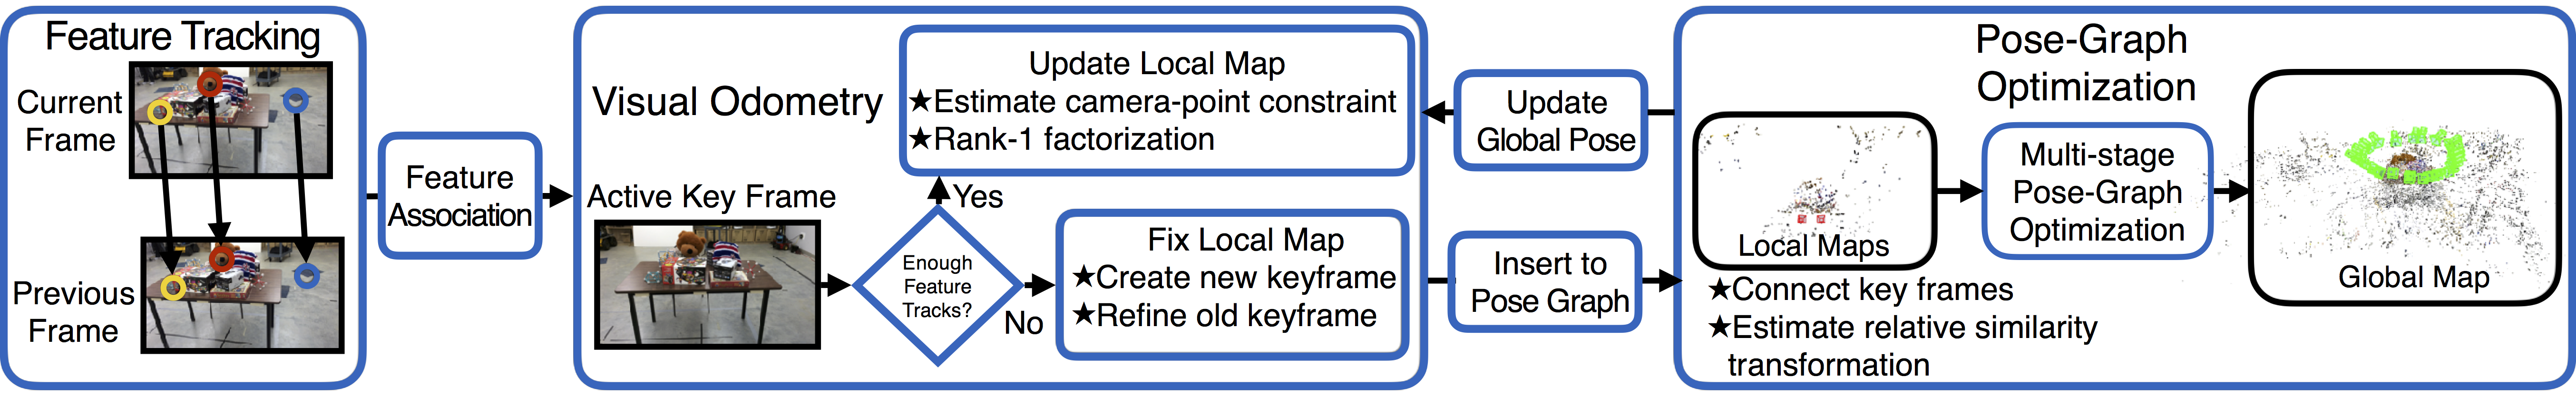 Feature Tracking
Current
Frame
Previous
Frame
Feature
Association
Visual Odometry
Active Key Frame
Enough
Feature
Tracks?
Yes
No
Update Local Map
★Estimate camera-point constraint
★Rank-1 factorization
Fix Local Map
★Create new keyframe
★Refine old keyframe
Update
Global Pose
Insert to
Pose Graph
Pose-Graph
Optimization
Local Maps
★Connect key frames
★Estimate relative similarity
transformation
Multi-stage
Pose-Graph
Optimization
Global Map